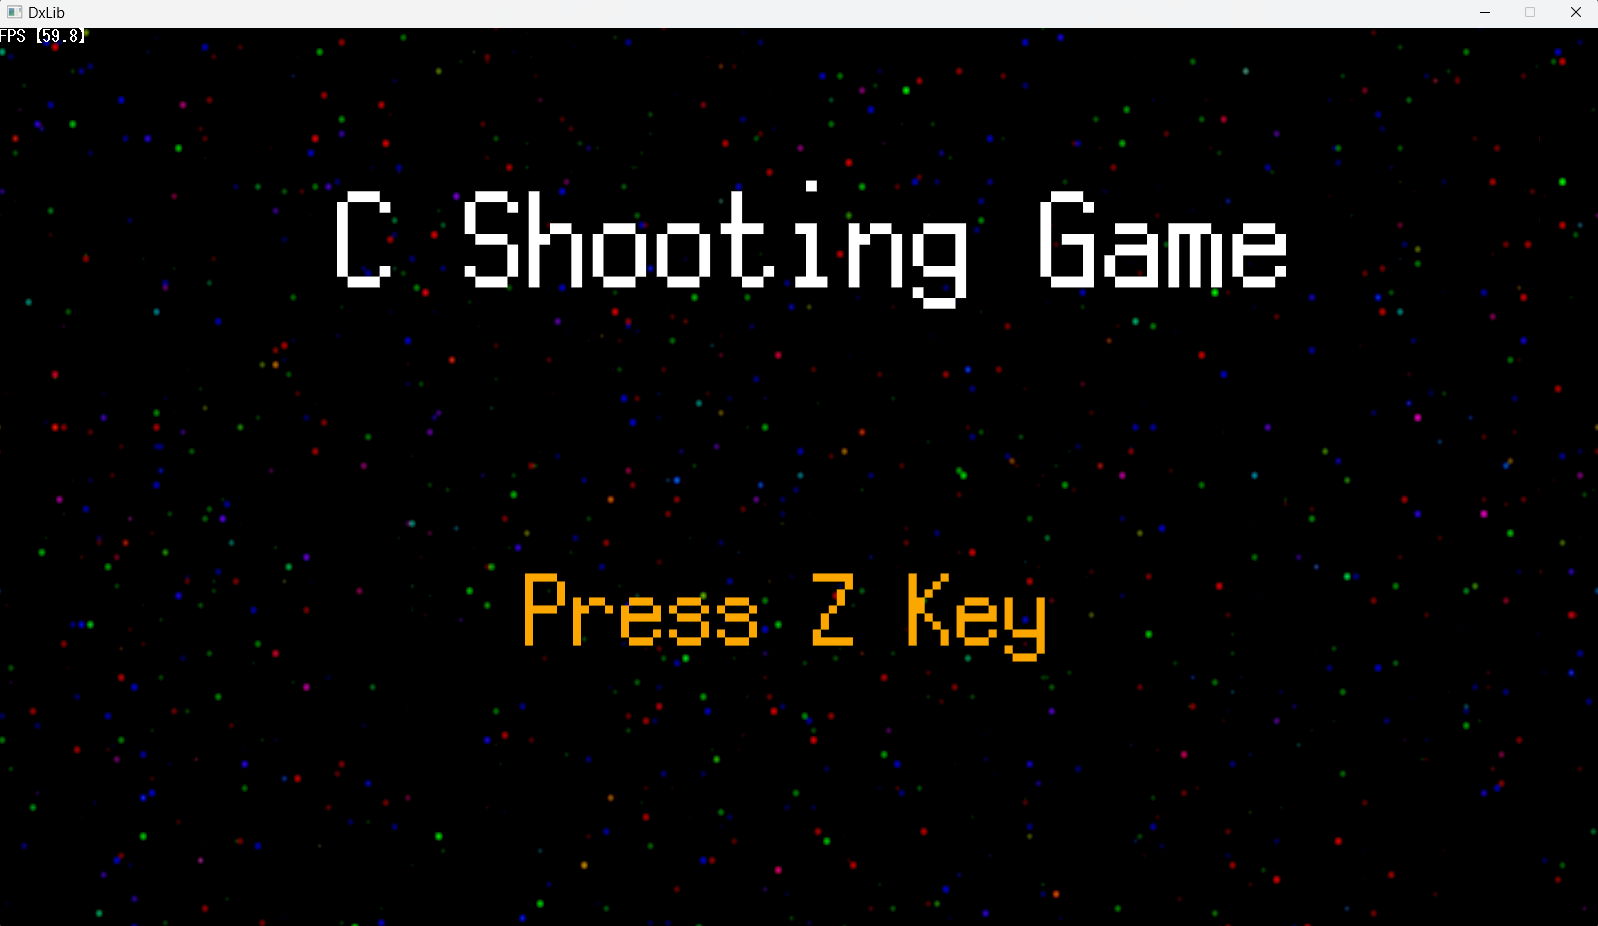 DxLib
FPS [59.8]
C Shooting Game
Press Z Key